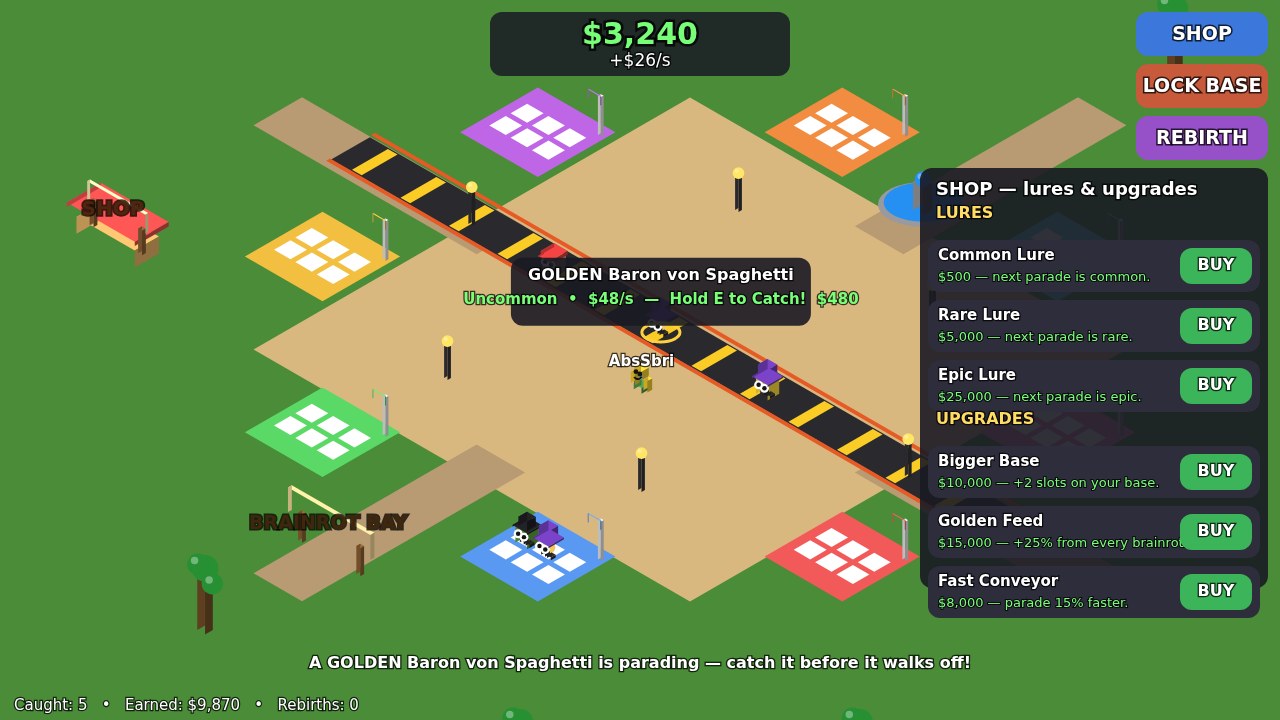 $3,240
+$26/s
SHOP
LOCK BASE
REBIRTH
SHOP
SHOP — lures & upgrades
LURES
Common Lure
$500 — next parade is common.
BUY
Rare Lure
$5,000 — next parade is rare.
BUY
Epic Lure
$25,000 — next parade is epic.
BUY
UPGRADES
Bigger Base
$10,000 — +2 slots on your base.
BUY
Golden Feed
$15,000 — +25% from every brainrot
BUY
Fast Conveyor
$8,000 — parade 15% faster.
BUY
GOLDEN Baron von Spaghetti
Uncommon • $48/s — Hold E to Catch! $480
AbsSbri
BRAINROT BAY
A GOLDEN Baron von Spaghetti is parading — catch it before it walks off!
Caught: 5 • Earned: $9,870 • Rebirths: 0